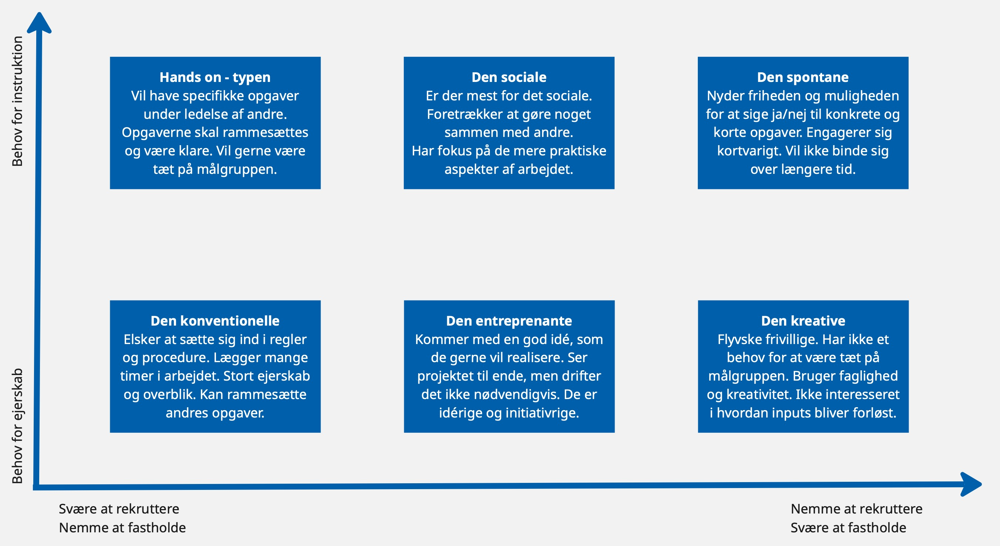 Behov for instruktion
Hands on - typen
Vil have specifikke opgaver
under ledelse af andre.
Opgaverne skal rammesættes
og være klare. Vil gerne være
tæt på målgruppen.
Den sociale
Er der mest for det sociale.
Foretrækker at gøre noget
sammen med andre.
Har fokus på de mere praktiske
aspekter af arbejdet.
Den spontane
Nyder friheden og muligheden
for at sige ja/nej til konkrete og
korte opgaver. Engagerer sig
kortvarigt. Vil ikke binde sig
over længere tid.
Behov for ejerskab
Den konventionelle
Elsker at sætte sig ind i regler
og procedure. Lægger mange
timer i arbejdet. Stort ejerskab
og overblik. Kan rammesætte
andres opgaver.
Den entreprenante
Kommer med en god idé, som
de gerne vil realisere. Ser
projektet til ende, men drifter
det ikke nødvendigvis. De er
idérige og initiativrige.
Den kreative
Flyvske frivillige. Har ikke et
behov for at være tæt på
målgruppen. Bruger faglighed
og kreativitet. Ikke interesseret
i hvordan inputs bliver forløst.
Svære at rekruttere
Nemme at fastholde
Nemme at rekruttere
Svære at fastholde